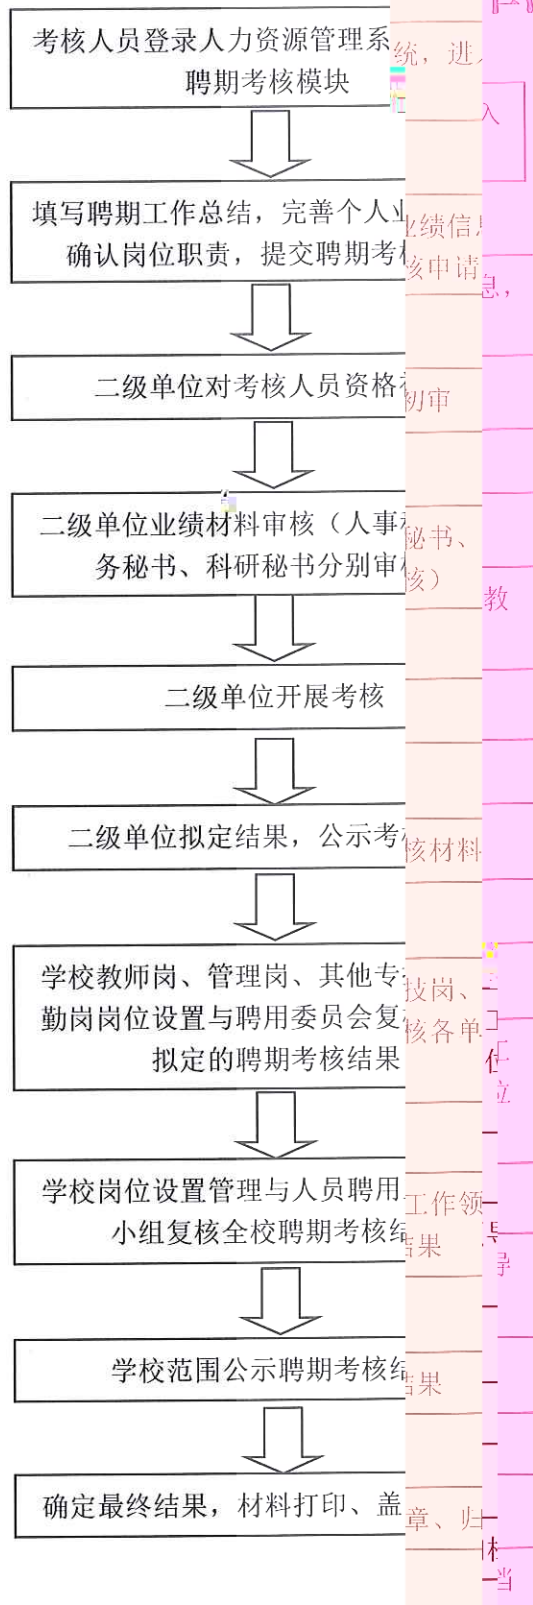 考核人员登录人力资源管理系统，进入
聘期考核模块
填写聘期工作总结，完善个人业绩信息，
确认岗位职责，提交聘期考核申请
二级单位对考核人员资格初审
二级单位业绩材料审核（人事秘书、教
务秘书、科研秘书分别审核）
二级单位开展考核
二级单位拟定结果，公示考核材料
学校教师岗、管理岗、其他专技岗、工
勤岗岗位设置与聘用委员会复核各单位
拟定的聘期考核结果
学校岗位设置管理与人员聘用工作领导
小组复核全校聘期考核结果
学校范围公示聘期考核结果
确定最终结果，材料打印、盖章、归档